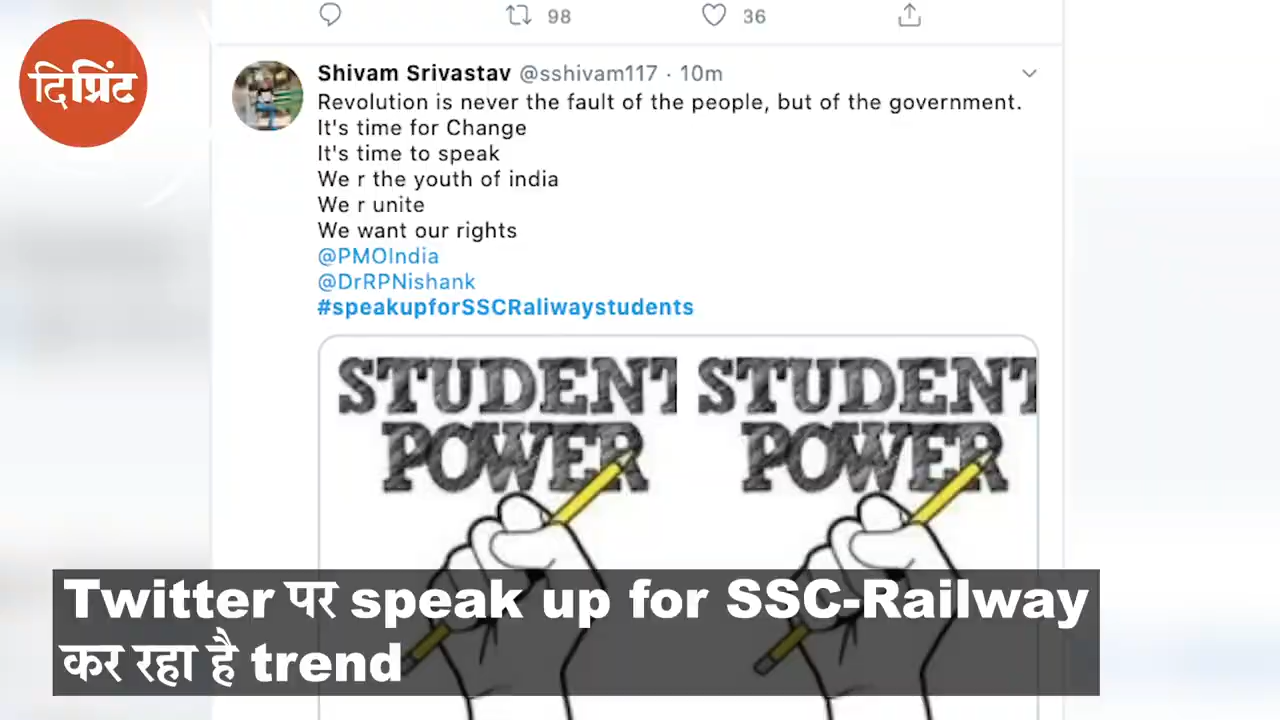 98 36
दि प्रिंट
Shivam Srivastav @sshivam117 · 10m
Revolution is never the fault of the people, but of the government.
It's time for Change
It's time to speak
We r the youth of india
We r unite
We want our rights
@PMOIndia
@DrRPNishank
#speakupforSSCRaliwaystudents
STUDENT STUDENT
POWER POWER
Twitter पर speak up for SSC-Railway
कर रहा है trend